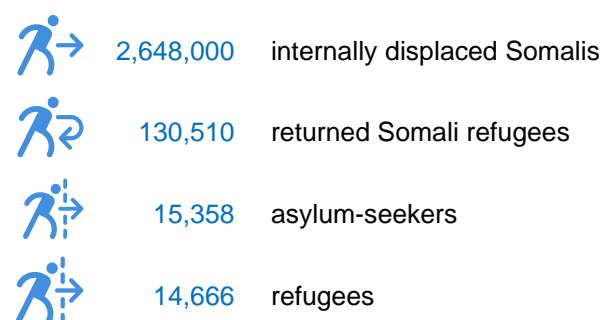 2,648,000 internally displaced Somalis
130,510 returned Somali refugees
15,358 asylum-seekers
14,666 refugees